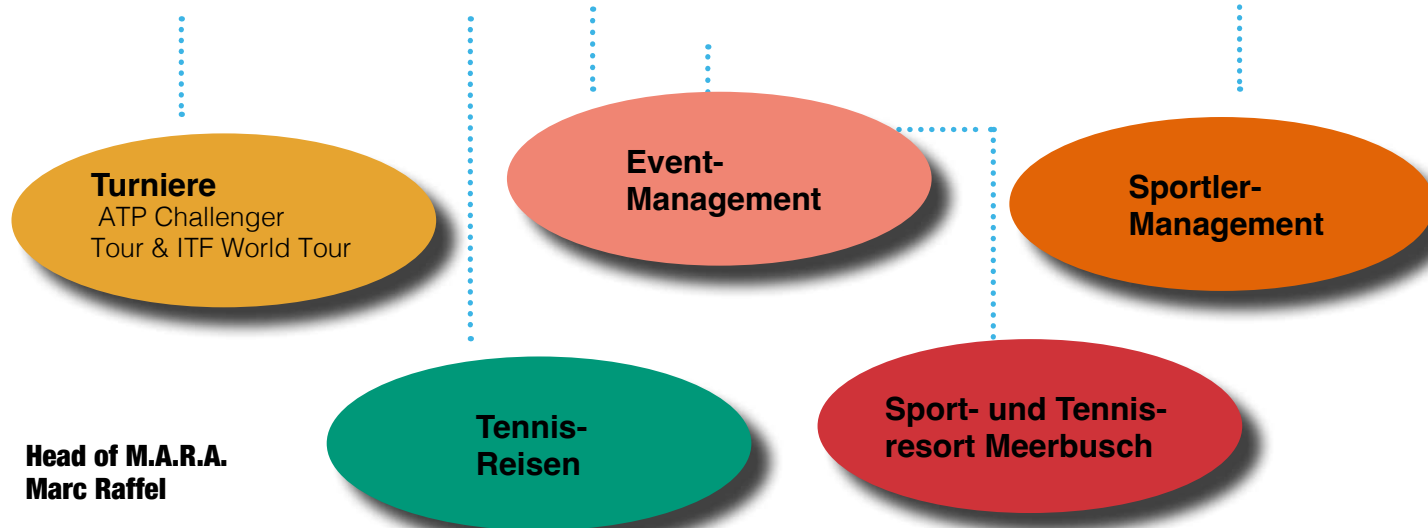 Turniere
ATP Challenger
Tour & ITF World Tour
Event-
Management
Sportler-
Management
Tennis-
Reisen
Sport- und Tennis-
resort Meerbusch
Head of M.A.R.A.
Marc Raffel